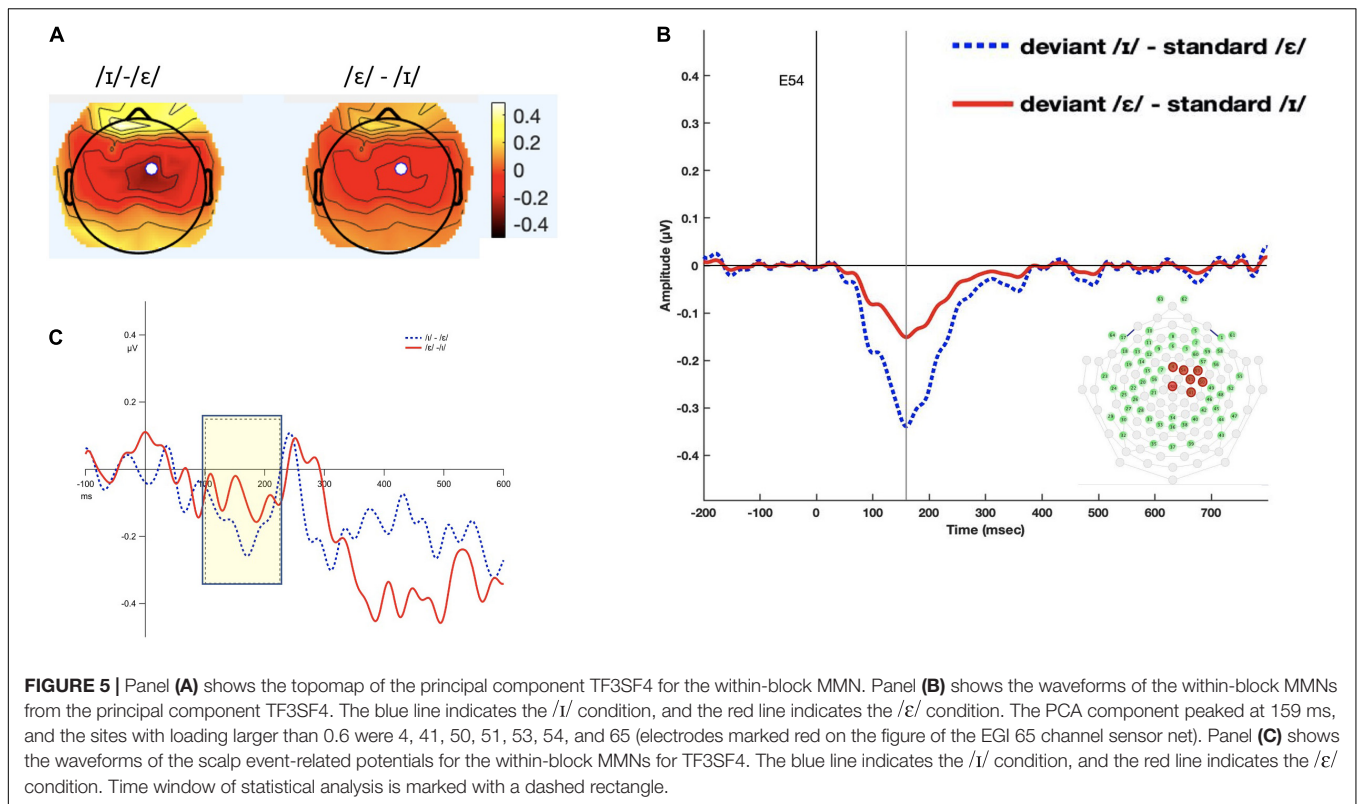 A
/ɪ/-/ɛ/
/ɛ/ - /ɪ/
0.4
0.2
0
-0.2
-0.4
B
deviant /ɪ/ - standard /ɛ/
deviant /ɛ/ - standard /ɪ/
E54
0.4
0.3
0.2
0.1
0
-0.1
-0.2
-0.3
-0.4
Amplitude (µV)
-200 -100 0 100 200 300 400 500 600 700
Time (msec)
C
0.4
µV
0.2
-0.2
-0.4
-100 100 200 300 400 500 600
ms
/ɪ/ - /ɛ/
/ɛ/ -/ɪ/
FIGURE 5 | Panel (A) shows the topomap of the principal component TF3SF4 for the within-block MMN. Panel (B) shows the waveforms of the within-block MMNs
from the principal component TF3SF4. The blue line indicates the /ɪ/ condition, and the red line indicates the /ɛ/ condition. The PCA component peaked at 159 ms,
and the sites with loading larger than 0.6 were 4, 41, 50, 51, 53, 54, and 65 (electrodes marked red on the figure of the EGI 65 channel sensor net). Panel (C) shows
the waveforms of the scalp event-related potentials for the within-block MMNs for TF3SF4. The blue line indicates the /ɪ/ condition, and the red line indicates the /ɛ/
condition. Time window of statistical analysis is marked with a dashed rectangle.